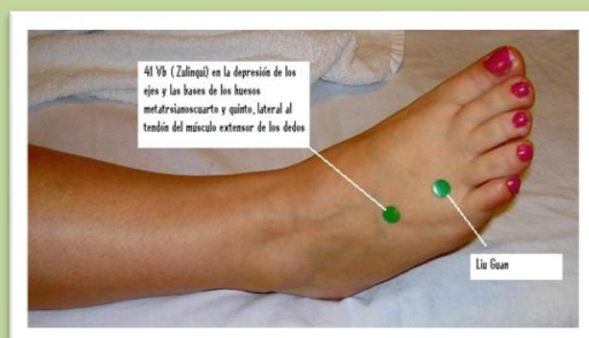 41 Vb ( Zulinqui) en la depresión de los
ejes y las bases de los huesos
metatrsianoscuarto y quinto, lateral al
tendón del músculo extensor de los dedos
Liu Guan